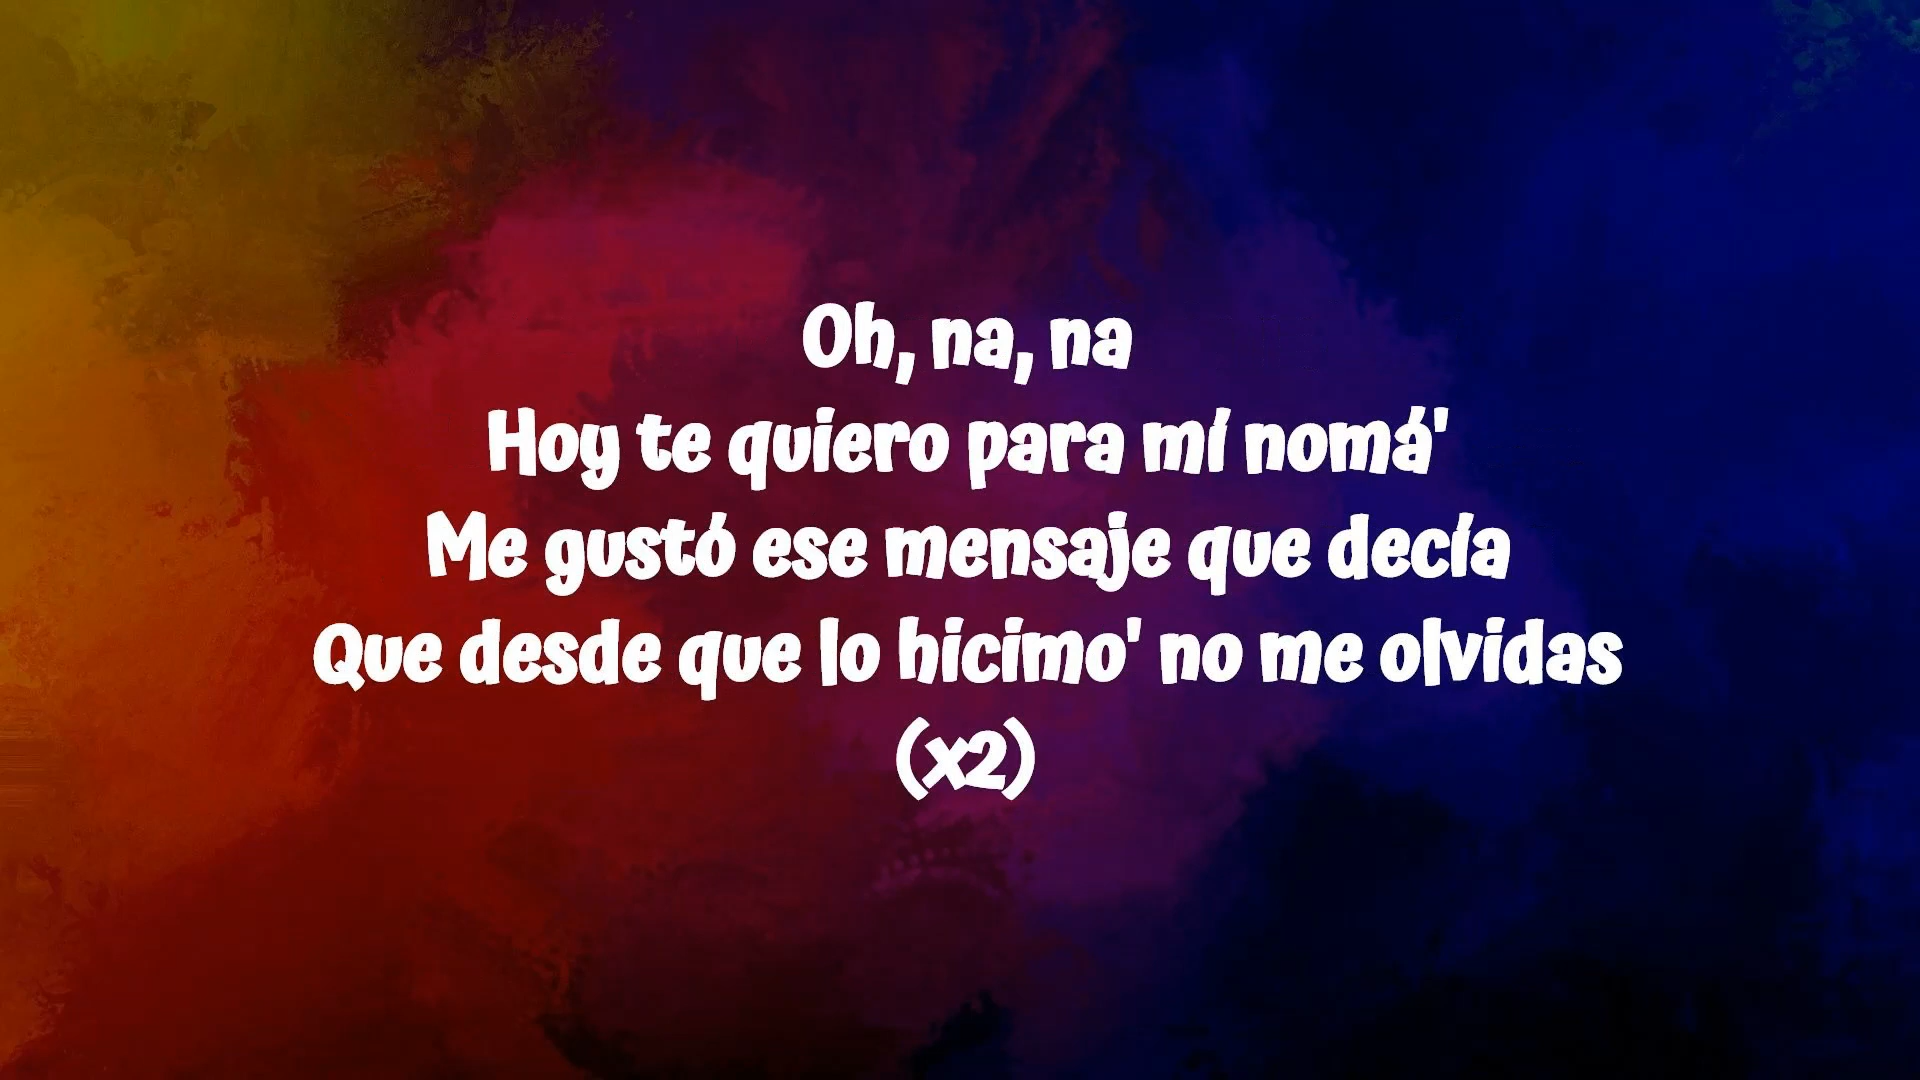 Oh, na, na
Hoy te quiero para mí nomá'
Me gustó ese mensaje que decía
Que desde que lo hicimo' no me olvidas
(x2)